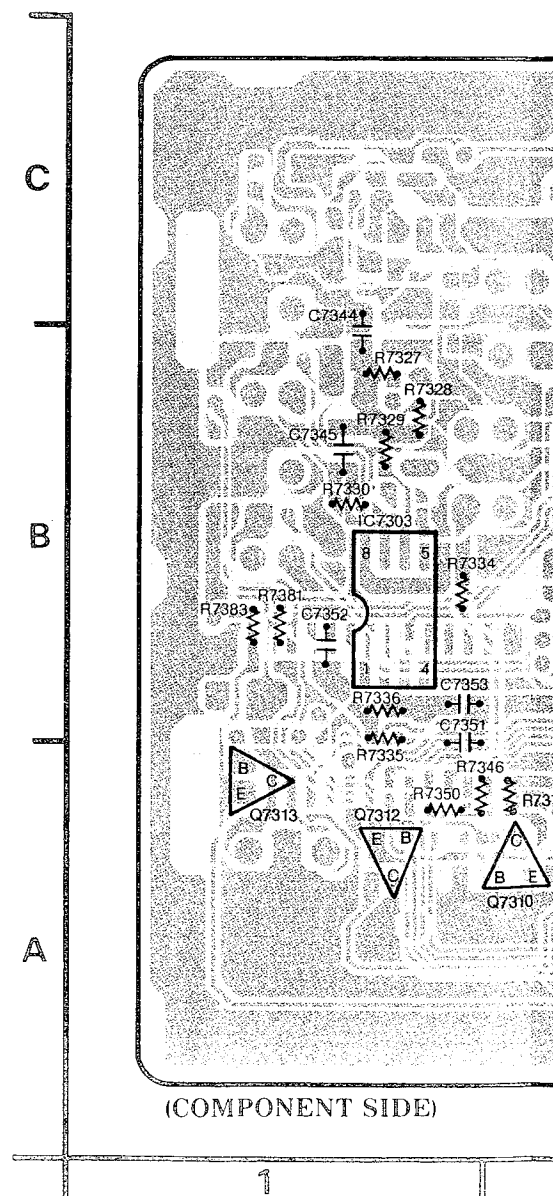 C
C7344
R7327
R7328
R7329
C7345
R7330
IC7303
B
8 5
R7334
R7383 R7381 C7352
1 4
R7336 C7353
C7351
R7335
R7346
B
C
E
R7350
Q7313 Q7312
E B
C
C
B E
Q7310
A
(COMPONENT SIDE)
1